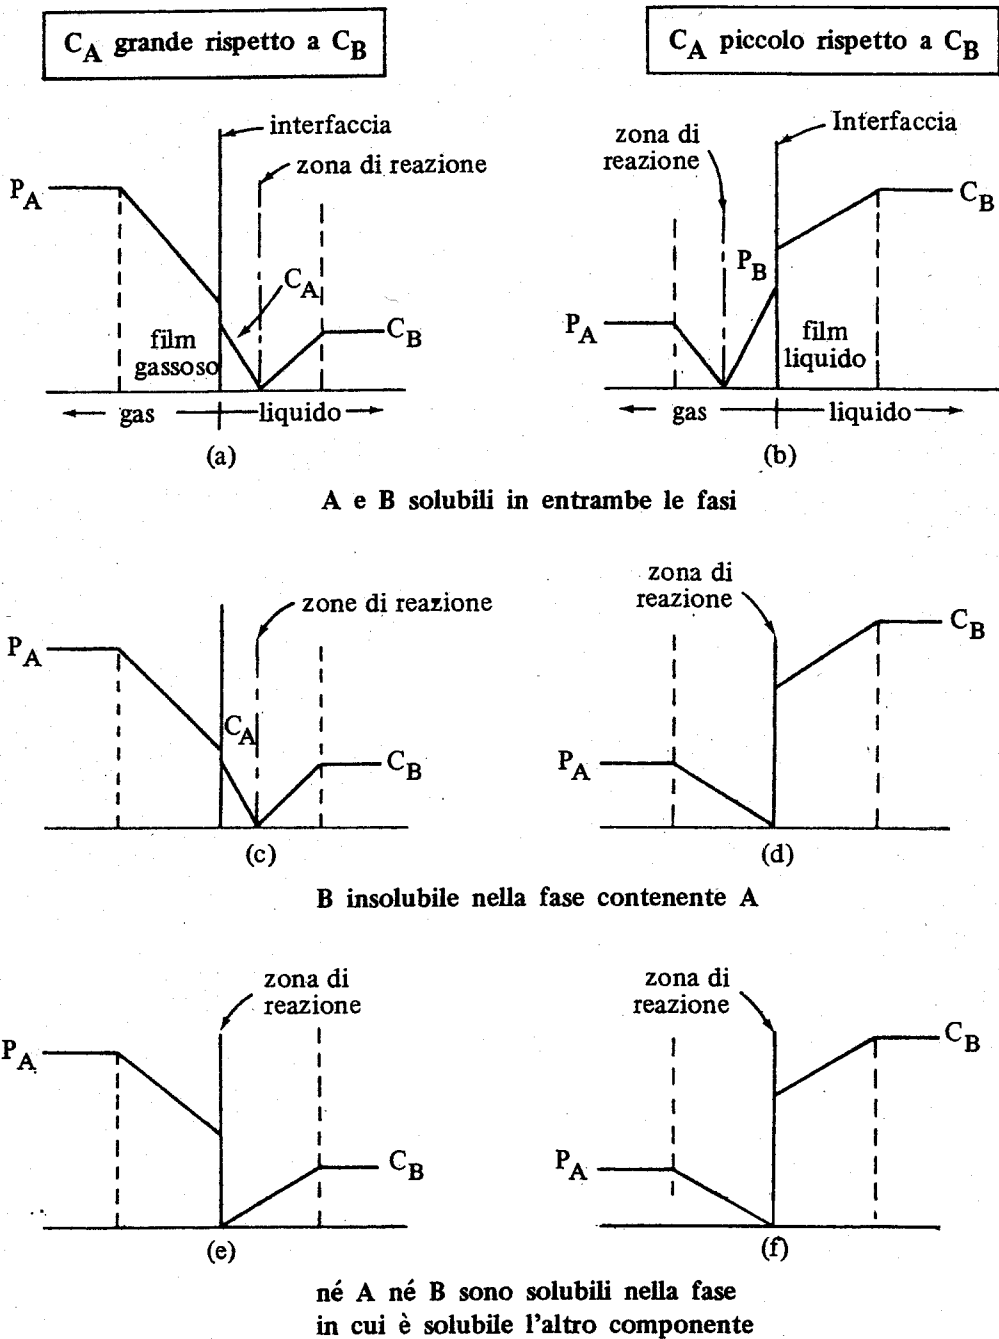 C_A grande rispetto a C_B
C_A piccolo rispetto a C_B
interfaccia
zona di reazione
P_A
C_A
film
gassoso
C_B
gas
liquido
(a)
zona di
reazione
Interfaccia
C_B
P_B
P_A
film
liquido
gas
liquido
(b)
A e B solubili in entrambe le fasi
zone di reazione
P_A
C_A
C_B
(c)
zona di
reazione
C_B
P_A
(d)
B insolubile nella fase contenente A
zona di
reazione
P_A
C_B
(e)
zona di
reazione
C_B
P_A
(f)
né A né B sono solubili nella fase
in cui è solubile l'altro componente